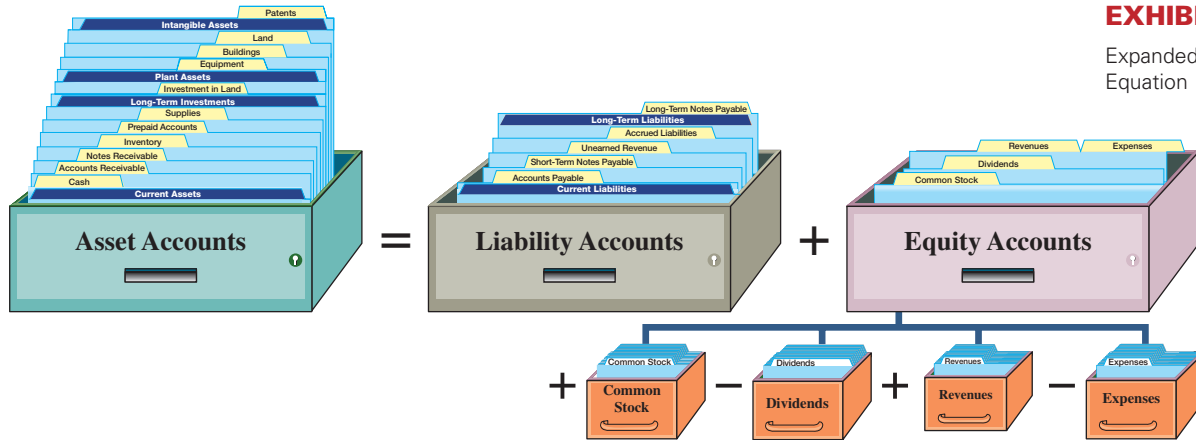 EXHIBI
Expanded
Equation
Patents
Intangible Assets
Land
Buildings
Equipment
Plant Assets
Investment in Land
Long-Term Investments
Supplies
Prepaid Accounts
Inventory
Notes Receivable
Accounts Receivable
Cash
Current Assets
Asset Accounts
=
Long-Term Notes Payable
Long-Term Liabilities
Accrued Liabilities
Unearned Revenue
Short-Term Notes Payable
Accounts Payable
Current Liabilities
Liability Accounts
+
Revenues
Expenses
Dividends
Common Stock
Equity Accounts
+
Common Stock
Common
Stock
−
Dividends
Dividends
+
Revenues
Revenues
−
Expenses
Expenses